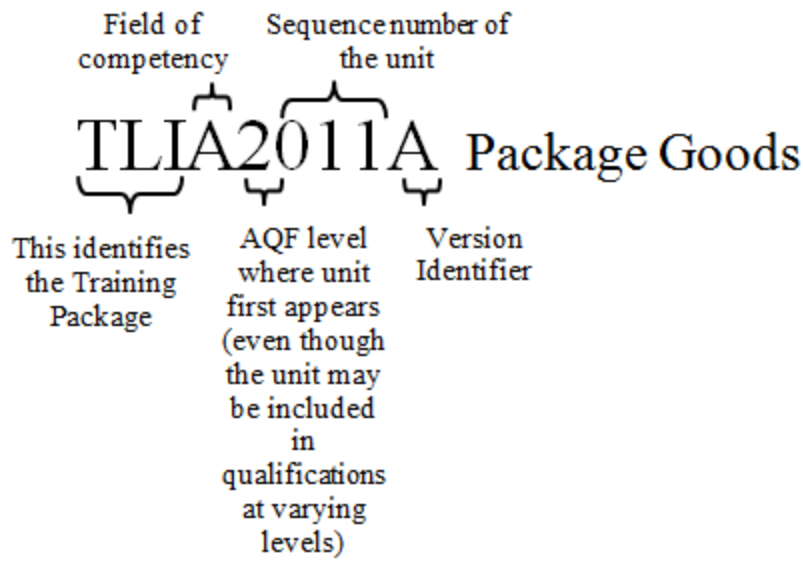 Field of
competency
Sequence number of
the unit
TLIA2011A Package Goods
This identifies
the Training
Package
AQF level
where unit
first appears
(even though
the unit may
be included
in
qualifications
at varying
levels)
Version
Identifier